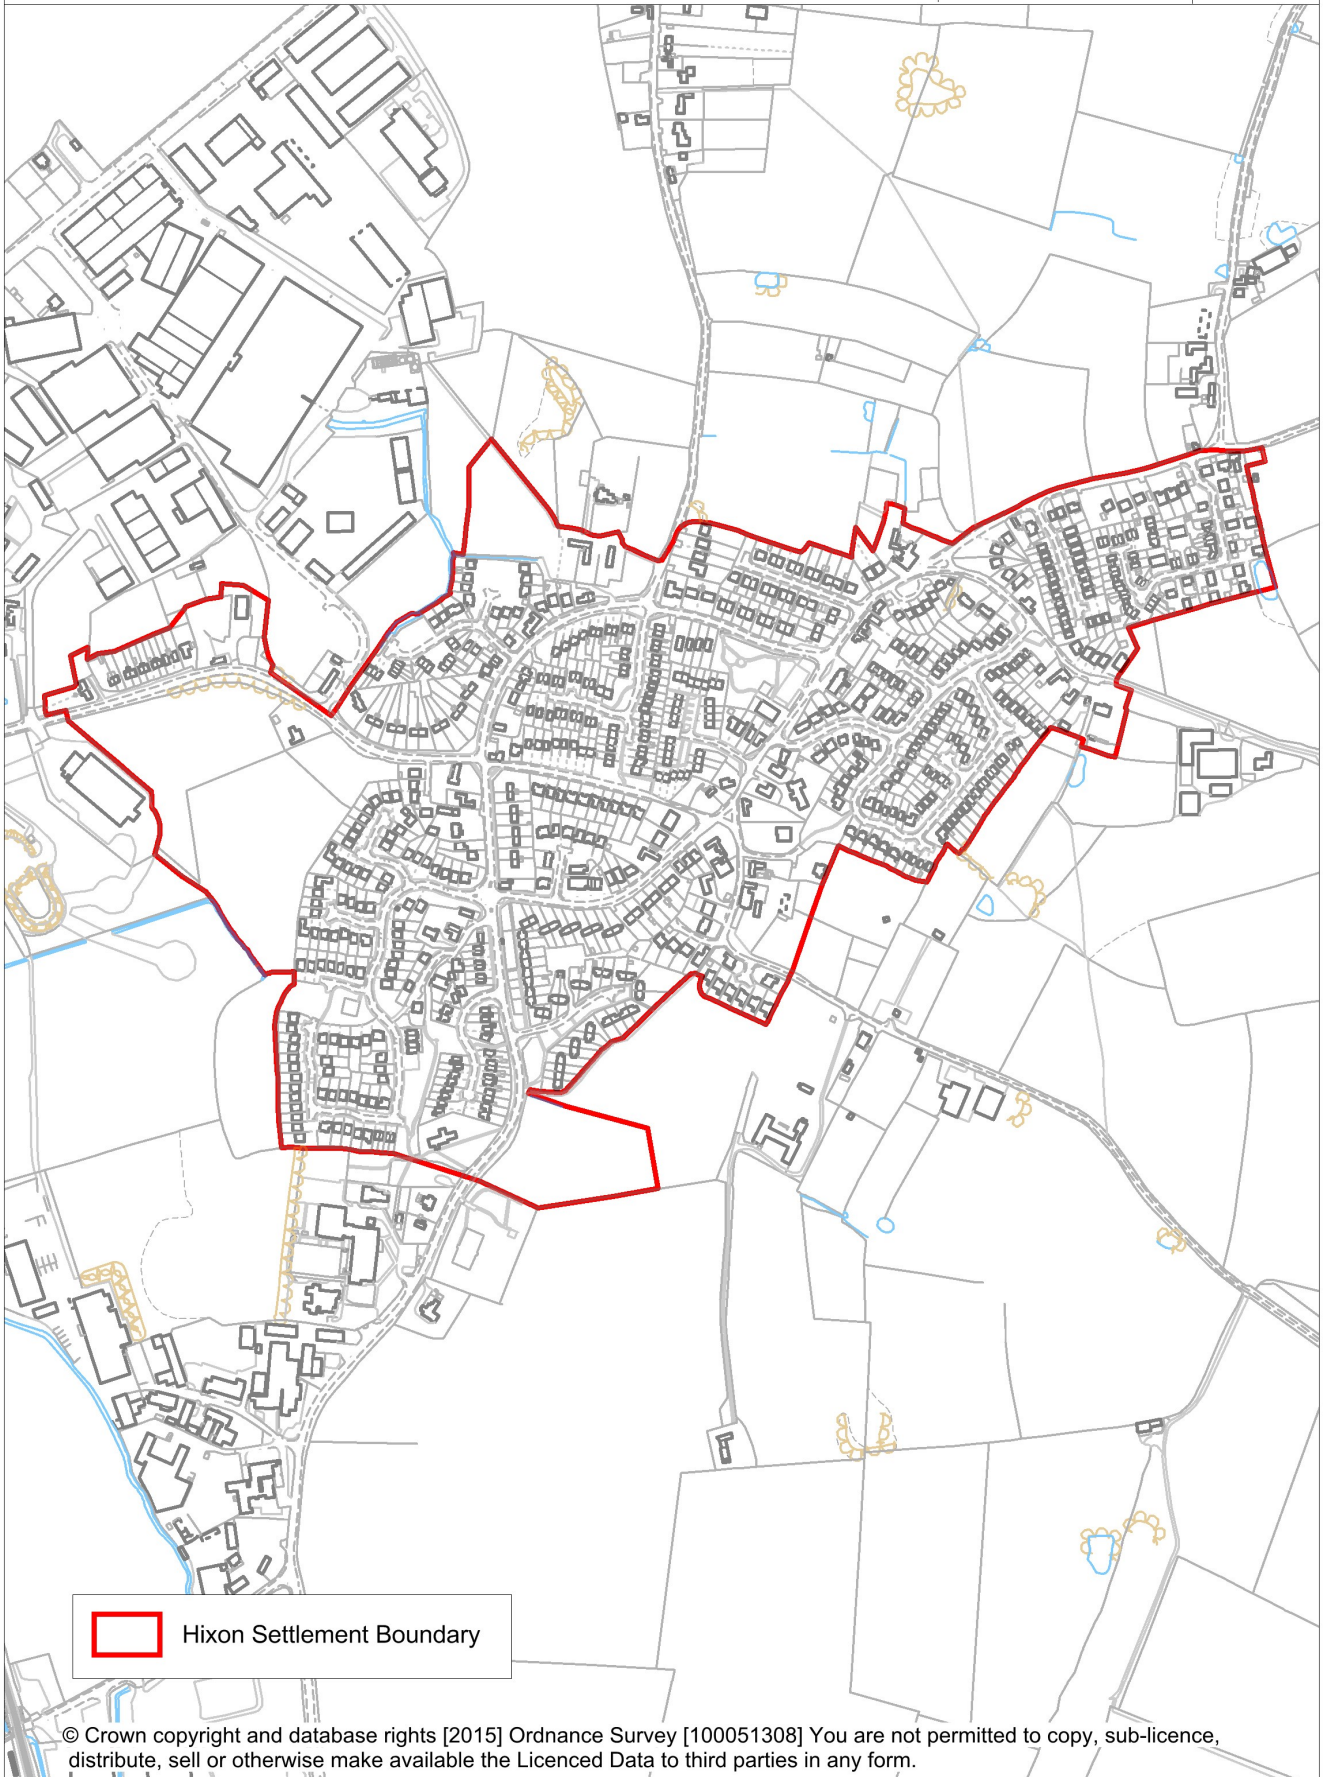 Hixon Settlement Boundary
© Crown copyright and database rights [2015] Ordnance Survey [100051308] You are not permitted to copy, sub-licence,
distribute, sell or otherwise make available the Licenced Data to third parties in any form.